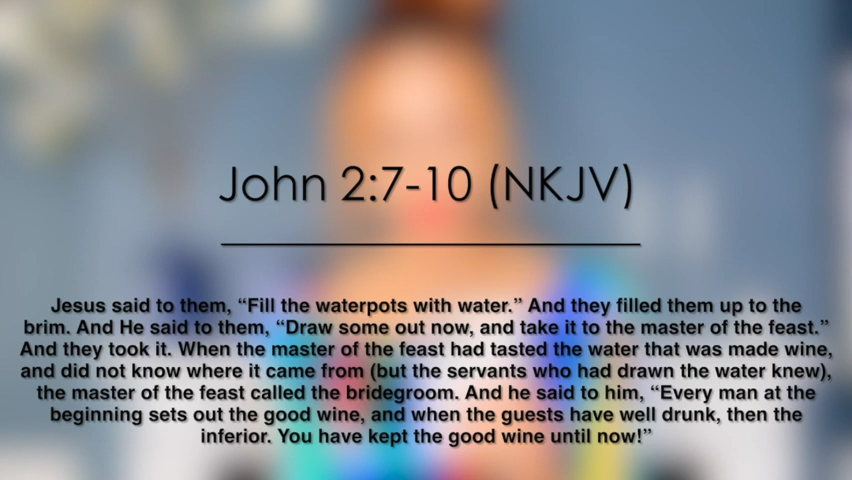 John 2:7-10 (NKJV)
Jesus said to them, “Fill the waterpots with water.” And they filled them up to the
brim. And He said to them, “Draw some out now, and take it to the master of the feast.”
And they took it. When the master of the feast had tasted the water that was made wine,
and did not know where it came from (but the servants who had drawn the water knew),
the master of the feast called the bridegroom. And he said to him, “Every man at the
beginning sets out the good wine, and when the guests have well drunk, then the
inferior. You have kept the good wine until now!”